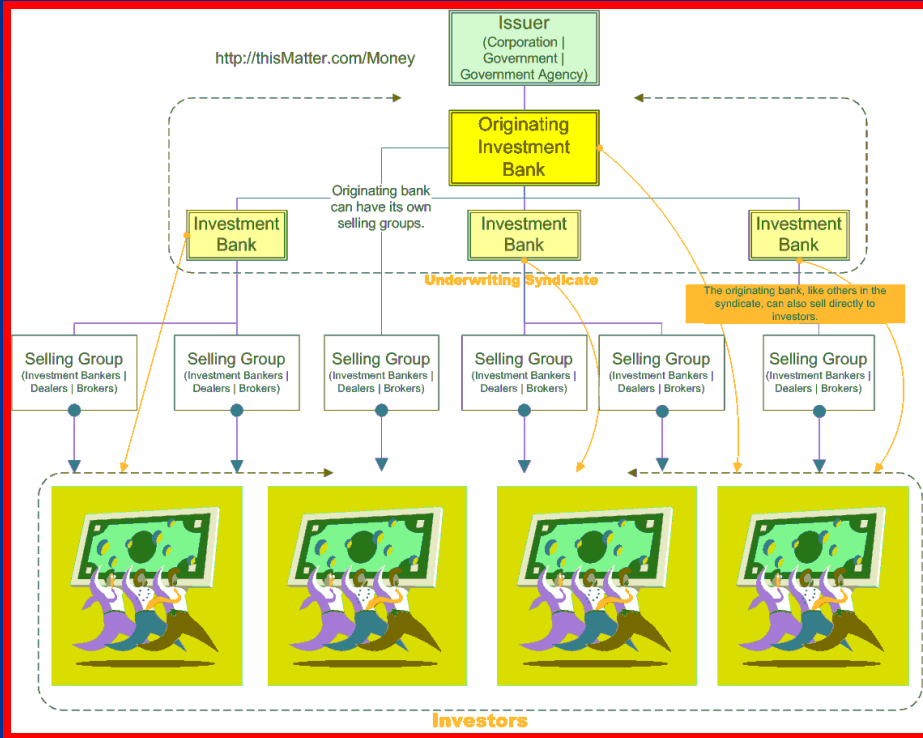 Issuer
(Corporation |
Government |
Government Agency)
http://thisMatter.com/Money
Originating
Investment
Bank
Originating bank
can have its own
selling groups.
Investment
Bank
Investment
Bank
Investment
Bank
Underwriting Syndicate
The originating bank, like others in the
syndicate, can also sell directly to
investors.
Selling Group
(Investment Bankers |
Dealers | Brokers)
Selling Group
(Investment Bankers |
Dealers | Brokers)
Selling Group
(Investment Bankers |
Dealers | Brokers)
Selling Group
(Investment Bankers |
Dealers | Brokers)
Selling Group
(Investment Bankers |
Dealers | Brokers)
Selling Group
(Investment Bankers |
Dealers | Brokers)
Investors